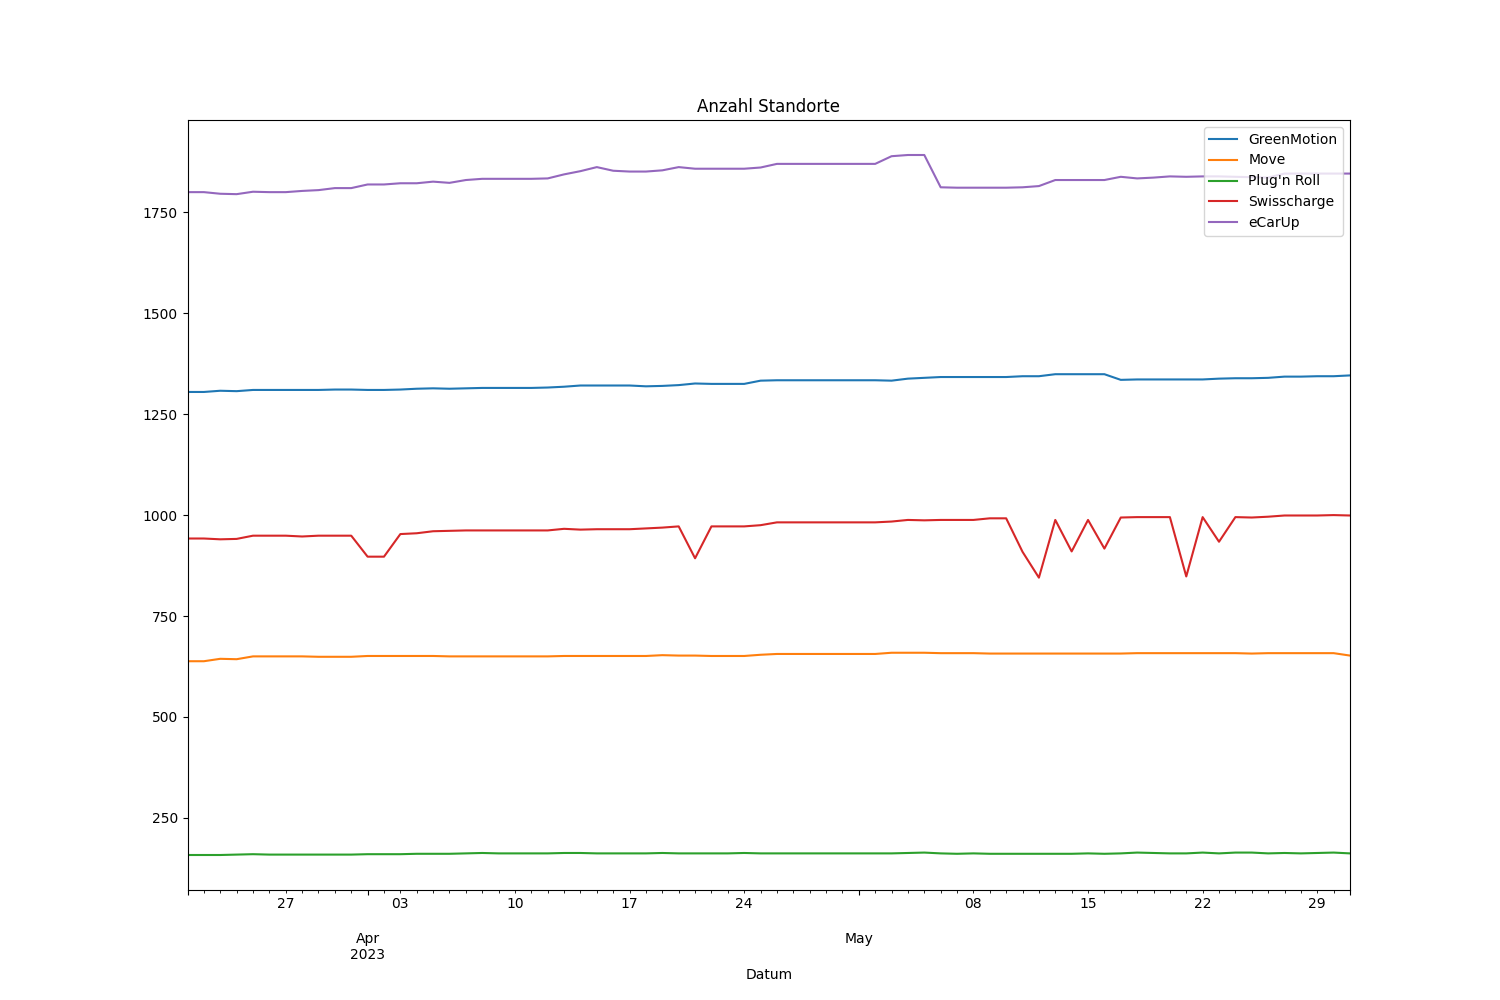 Anzahl Standorte
GreenMotion
Move
Plug'n Roll
Swisscharge
eCarUp
1750
1500
1250
1000
750
500
250
27 03 10 17 24 08 15 22 29
Apr May
2023
Datum